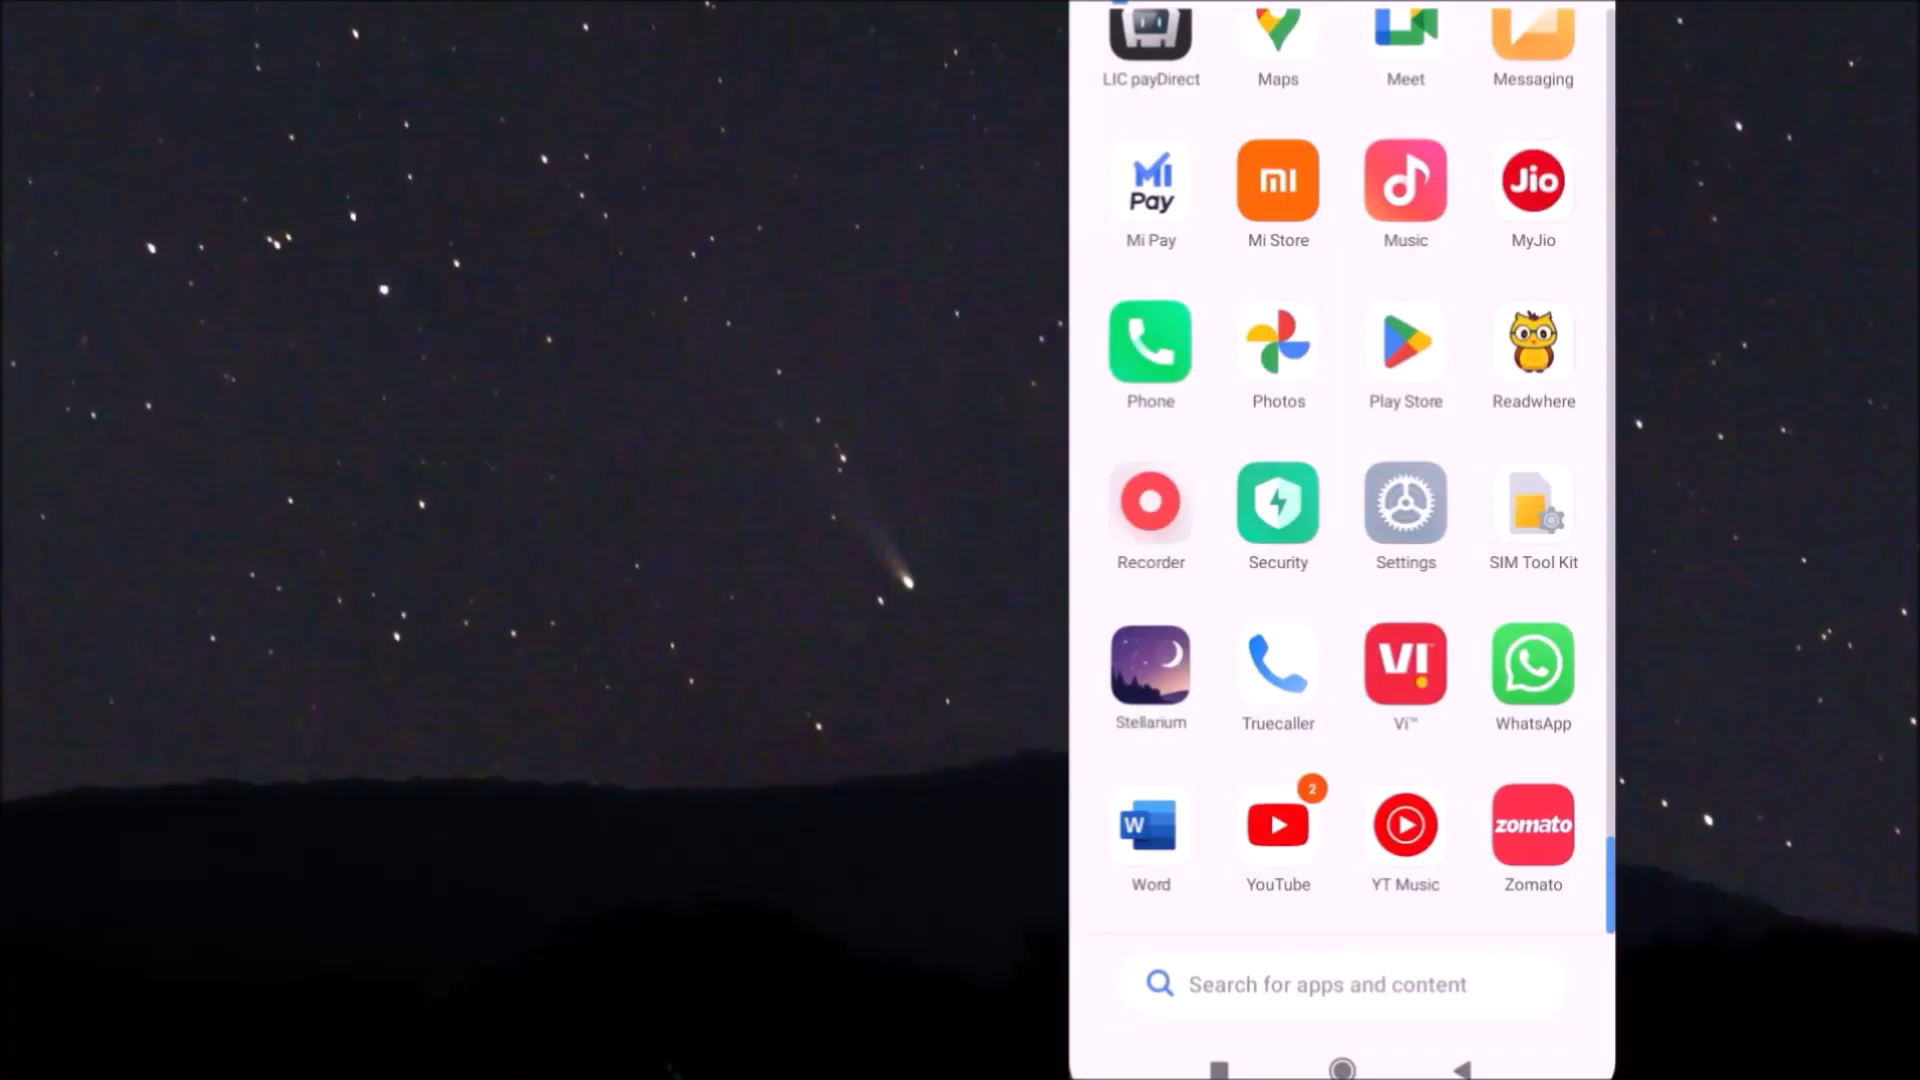 LIC payDirect Maps Meet Messaging
MI
Pay
mi
Jio
Mi Pay Mi Store Music MyJio
Phone Photos Play Store Readwhere
Recorder Security Settings SIM Tool Kit
VI
Stellarium Truecaller Vi™ WhatsApp
2
W
zomato
Word YouTube YT Music Zomato
Search for apps and content